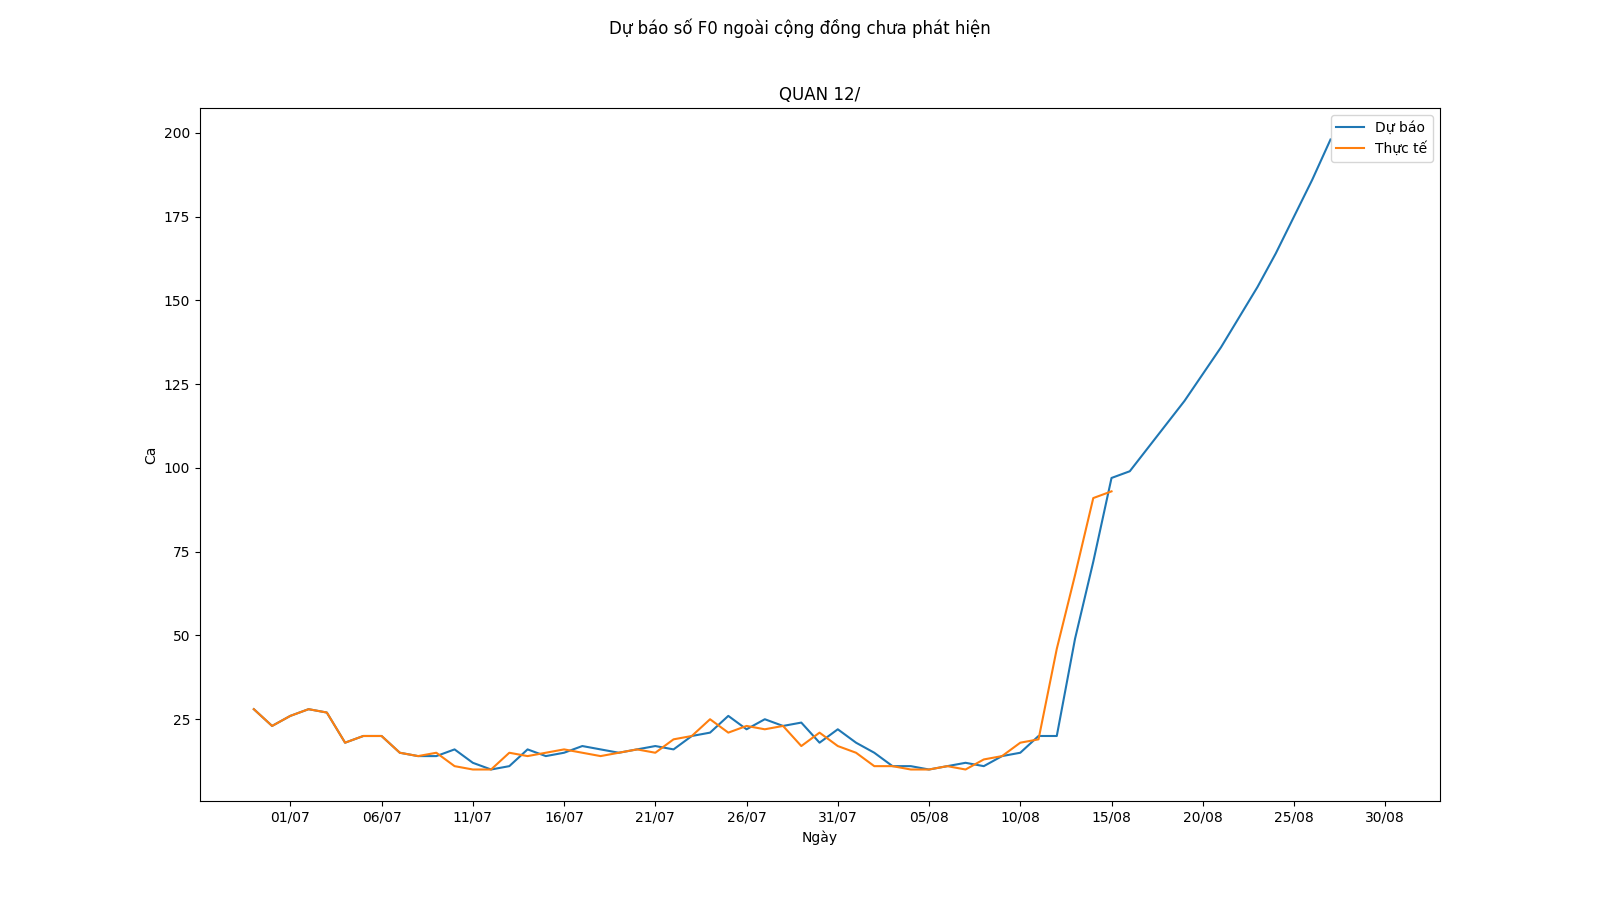 Dự báo số F0 ngoài cộng đồng chưa phát hiện
QUAN 12/
Dự báo
Thực tế
200
175
150
125
100
75
50
25
Ca
01/07 06/07 11/07 16/07 21/07 26/07 31/07 05/08 10/08 15/08 20/08 25/08 30/08
Ngày